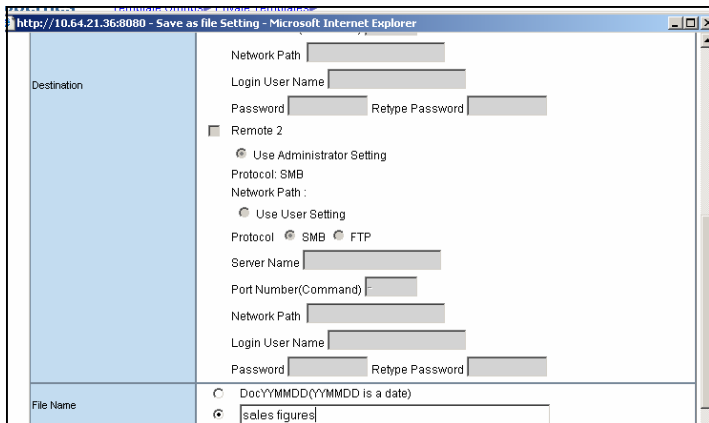 http://10.64.21.36:8080 - Save as file Setting - Microsoft Internet Explorer
Network Path
Login User Name
Destination
Password Retype Password
Remote 2
Use Administrator Setting
Protocol: SMB
Network Path :
Use User Setting
Protocol SMB FTP
Server Name
Port Number(Command) -
Network Path
Login User Name
Password Retype Password
DocYYMMDD(YYMMDD is a date)
File Name
sales figures